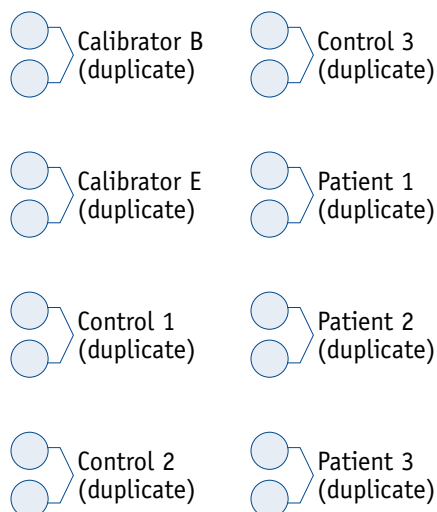 Calibrator B
(duplicate)
Calibrator E
(duplicate)
Control 1
(duplicate)
Control 2
(duplicate)
Control 3
(duplicate)
Patient 1
(duplicate)
Patient 2
(duplicate)
Patient 3
(duplicate)